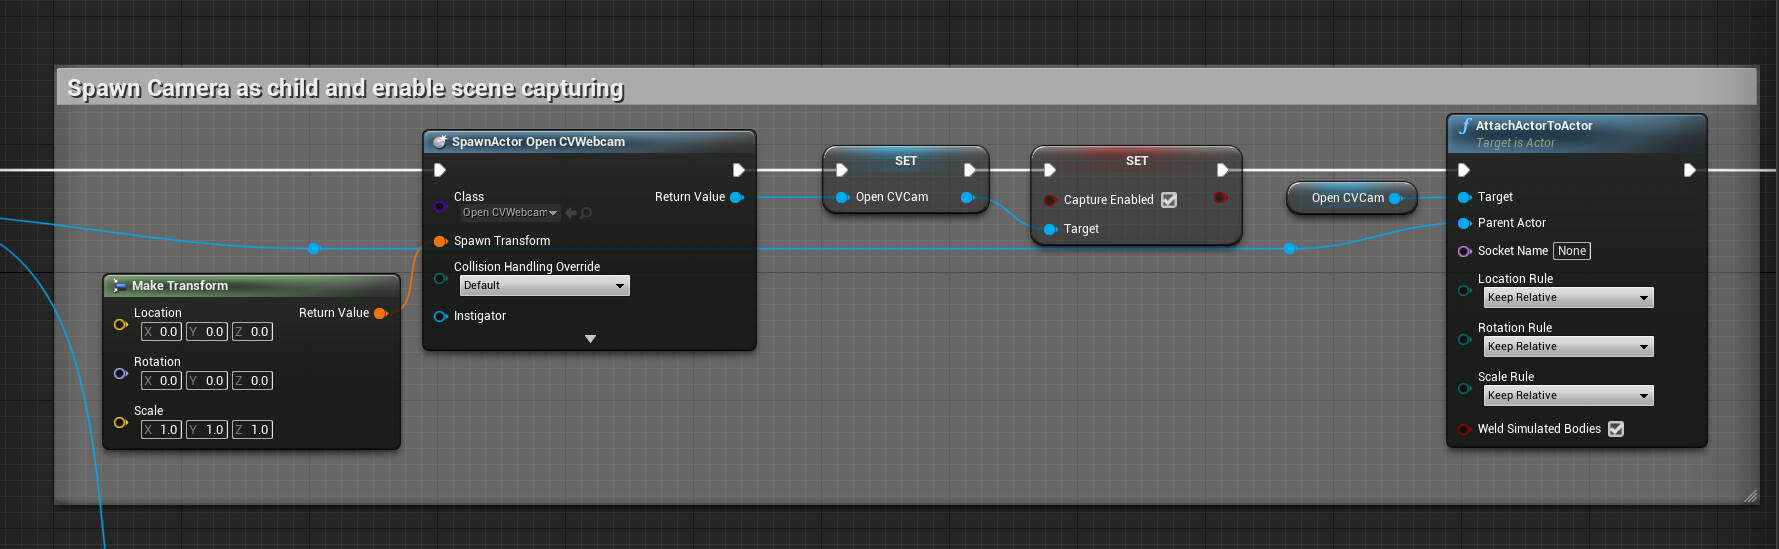 Spawn Camera as child and enable scene capturing
SpawnActor Open CVWebcam
Class
Open CVWebcam
Return Value
Spawn Transform
Collision Handling Override
Default
Instigator
Make Transform
Location
Return Value
X 0.0 Y 0.0 Z 0.0
Rotation
X 0.0 Y 0.0 Z 0.0
Scale
X 1.0 Y 1.0 Z 1.0
SET
Open CVCam
SET
Capture Enabled
Target
Open CVCam
f AttachActorToActor
Target is Actor
Target
Parent Actor
Socket Name None
Location Rule
Keep Relative
Rotation Rule
Keep Relative
Scale Rule
Keep Relative
Weld Simulated Bodies